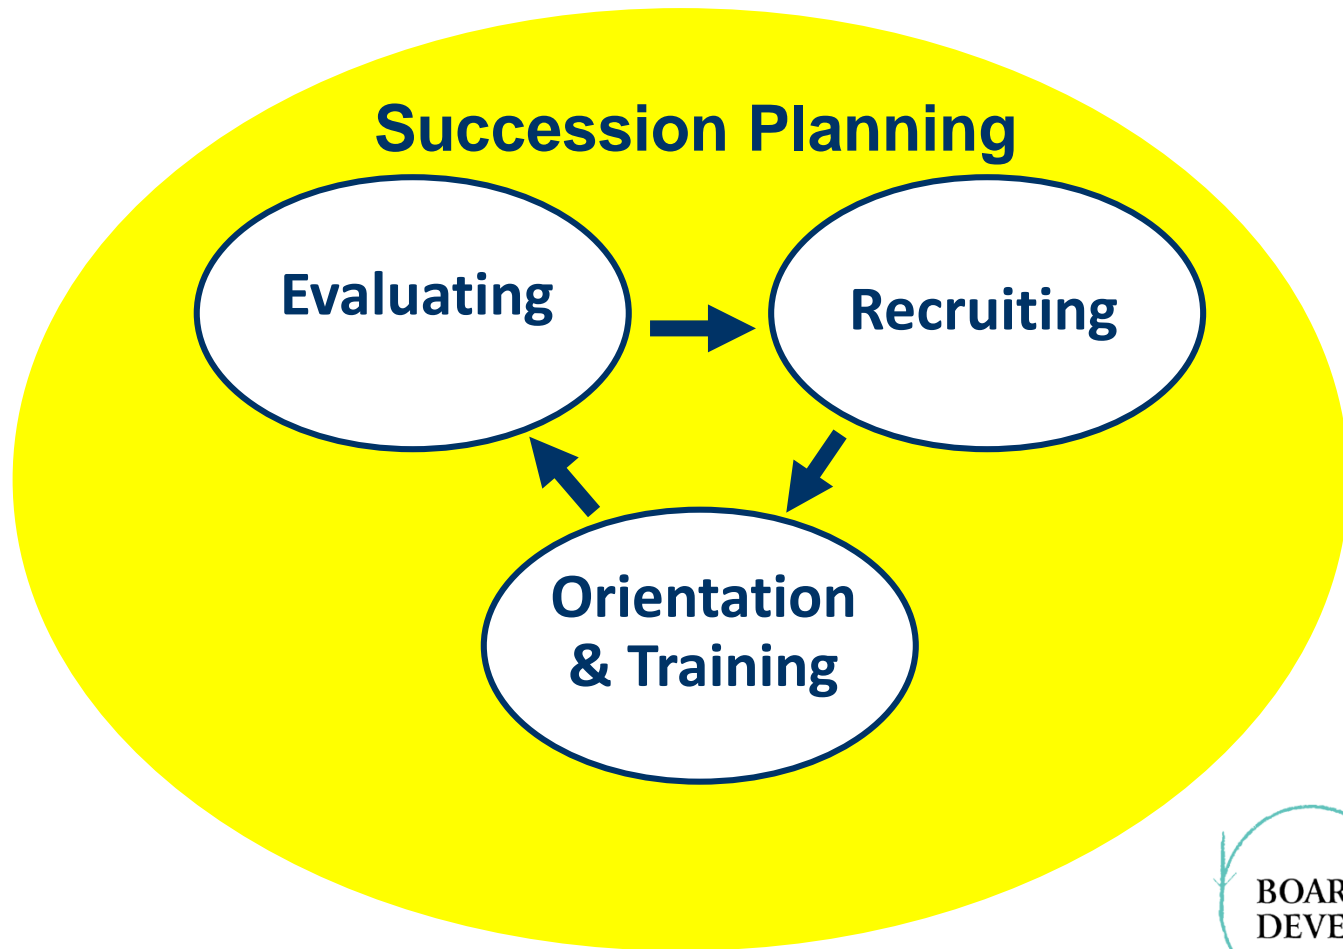 Succession Planning
Evaluating
Recruiting
Orientation
& Training